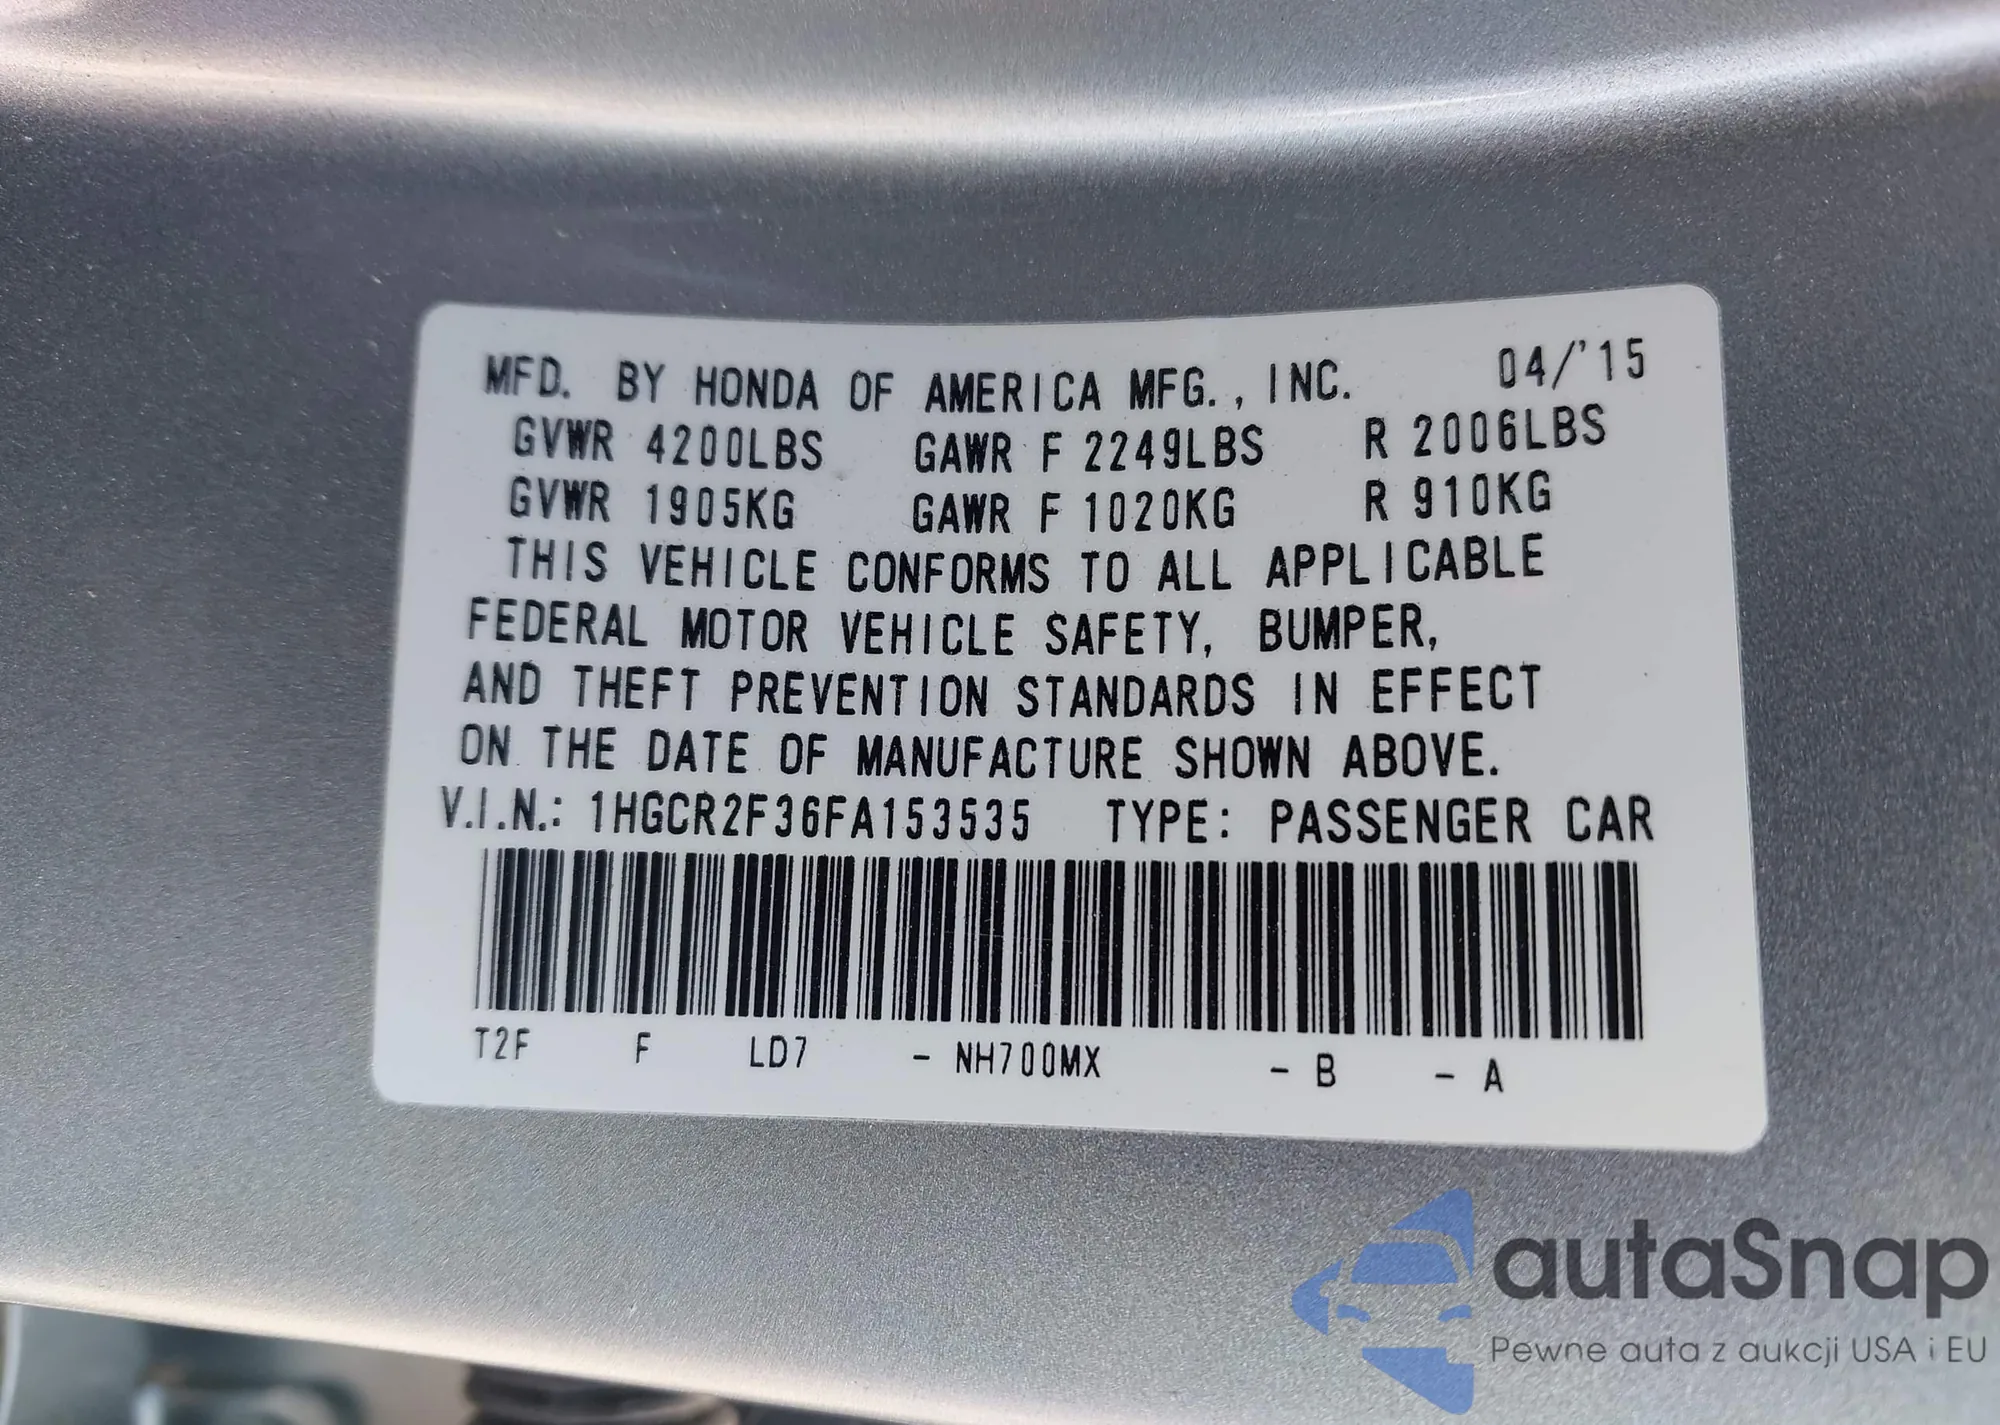 MFD. BY HONDA OF AMERICA MFG., INC. 04/'15
GVWR 4200LBS GAWR F 2249LBS R 2006LBS
GVWR 1905KG GAWR F 1020KG R 910KG
THIS VEHICLE CONFORMS TO ALL APPLICABLE
FEDERAL MOTOR VEHICLE SAFETY, BUMPER,
AND THEFT PREVENTION STANDARDS IN EFFECT
ON THE DATE OF MANUFACTURE SHOWN ABOVE.
V.I.N.: 1HGCR2F36FA153535 TYPE: PASSENGER CAR
T2F F LD7 - NH700MX - B - A
autaSnap
Pewne auta z aukcji USA i EU